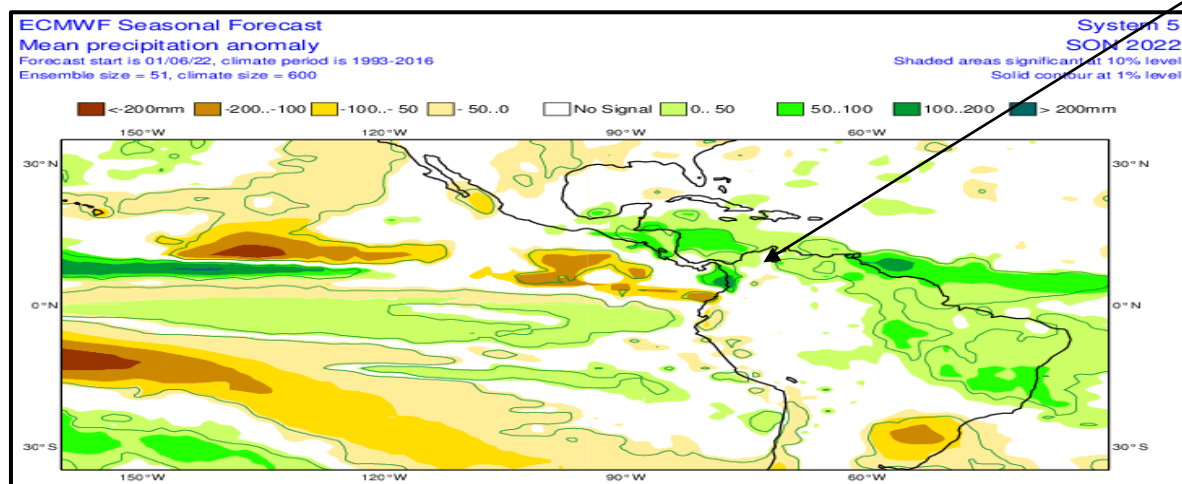 ECMWF Seasonal Forecast System 5
Mean precipitation anomaly SON 2022
Forecast start is 01/06/22, climate period is 1993-2016 Shaded areas significant at 10% level
Ensemble size = 51, climate size = 600 Solid contour at 1% level
<-200mm -200..-100 -100..- 50 - 50..0 No Signal 0.. 50 50..100 100..200 > 200mm
150°W 120°W 90°W 60°W
30°N 30°N
0°N 0°N
30°S 30°S
150°W 120°W 90°W 60°W